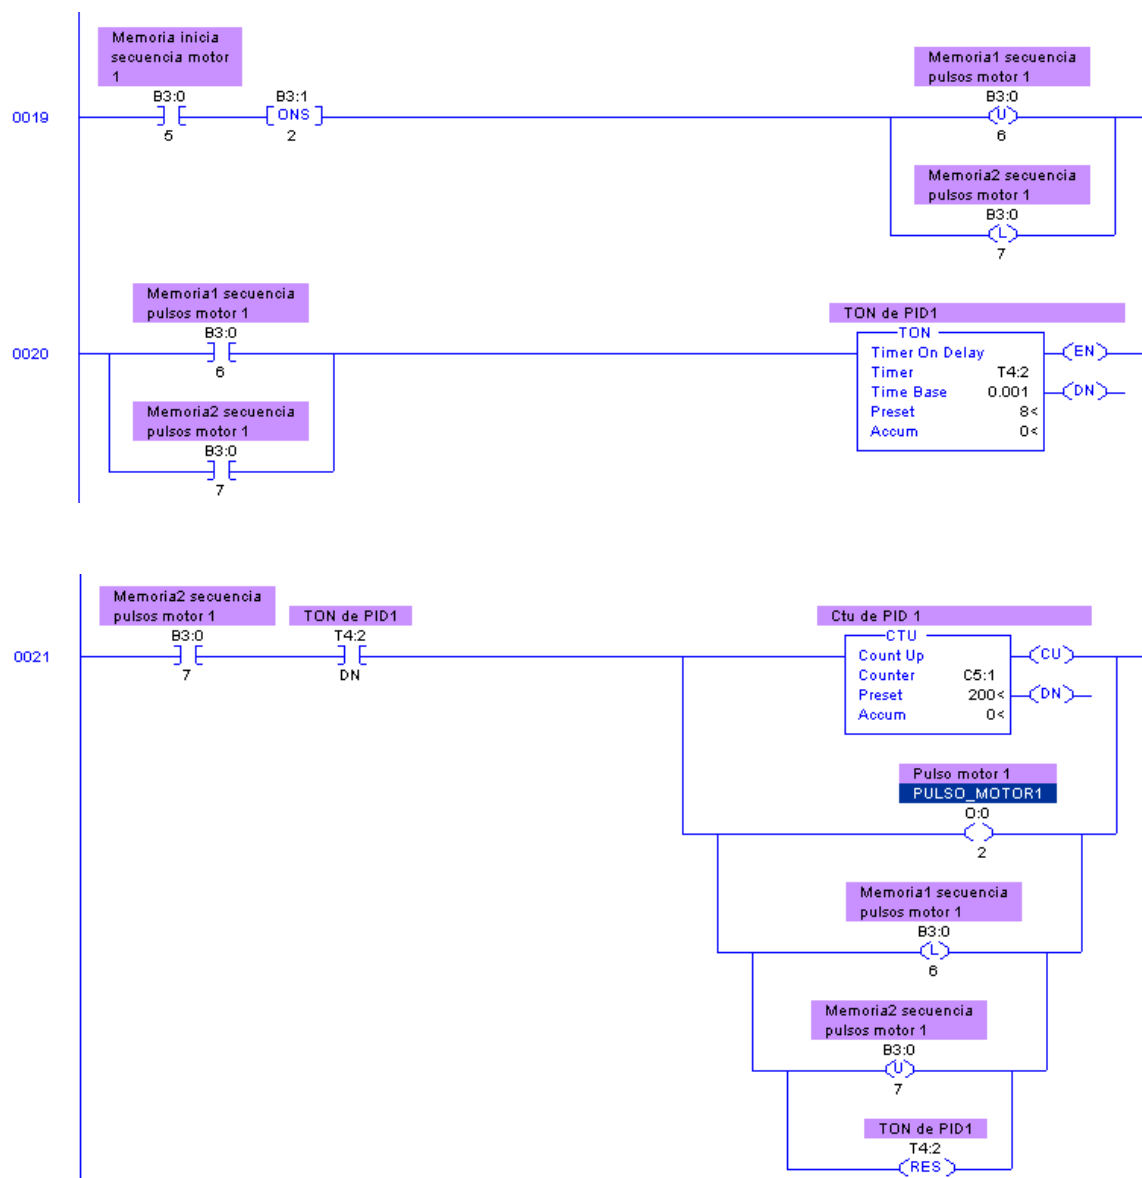 Memoria inicia
secuencia motor
1
B3:0
5
B3:1
ONS
2
Memoria1 secuencia
pulsos motor 1
B3:0
U
6
Memoria2 secuencia
pulsos motor 1
B3:0
L
7
0019
Memoria1 secuencia
pulsos motor 1
B3:0
6
Memoria2 secuencia
pulsos motor 1
B3:0
7
0020
TON de PID1
TON
Timer On Delay
Timer T4:2
Time Base 0.001
Preset 8<
Accum 0<
EN
DN
0021
Memoria2 secuencia
pulsos motor 1
B3:0
7
TON de PID1
T4:2
DN
Ctu de PID 1
CTU
Count Up
Counter C5:1
Preset 200<
Accum 0<
CU
DN
Pulso motor 1
PULSO_MOTOR1
O:0
2
Memoria1 secuencia
pulsos motor 1
B3:0
L
6
Memoria2 secuencia
pulsos motor 1
B3:0
U
7
TON de PID1
T4:2
RES